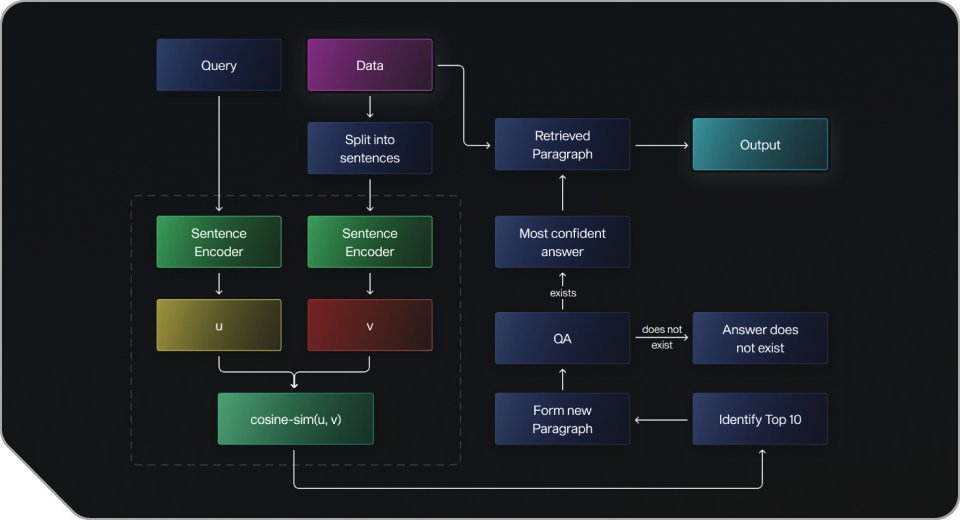 Query
Data
Split into
sentences
Retrieved
Paragraph
Output
Sentence
Encoder
Sentence
Encoder
Most confident
answer
exists
u
v
QA
does not
exist
Answer does
not exist
cosine-sim(u, v)
Form new
Paragraph
Identify Top 10